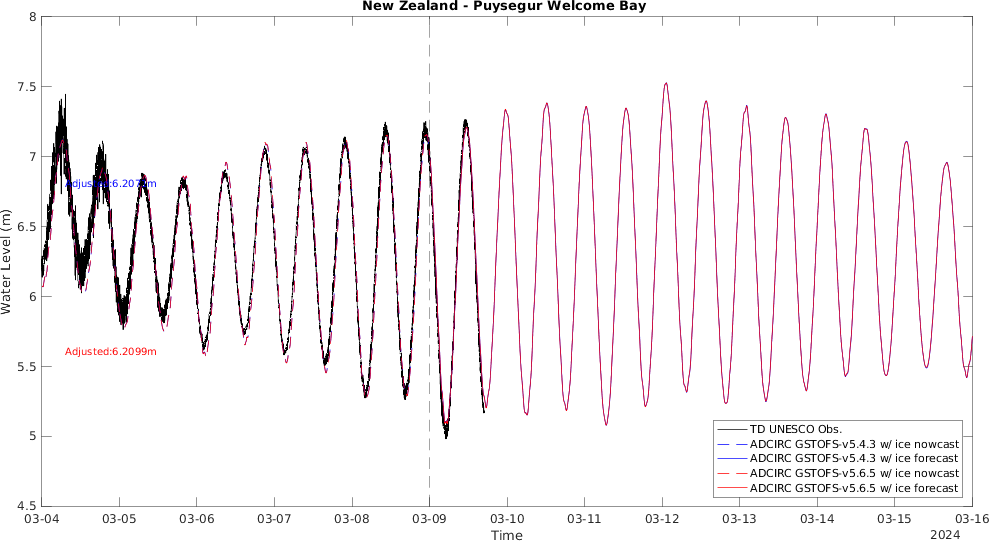 New Zealand - Puysegur Welcome Bay
8
7.5
7
6.5
6
5.5
5
4.5
Water Level (m)
Adjusted:6.2099m
TD UNESCO Obs.
ADCIRC GSTOFS-v5.4.3 w/ ice nowcast
ADCIRC GSTOFS-v5.4.3 w/ ice forecast
ADCIRC GSTOFS-v5.6.5 w/ ice nowcast
ADCIRC GSTOFS-v5.6.5 w/ ice forecast
03-04 03-05 03-06 03-07 03-08 03-09 03-10 03-11 03-12 03-13 03-14 03-15 03-16
Time
2024